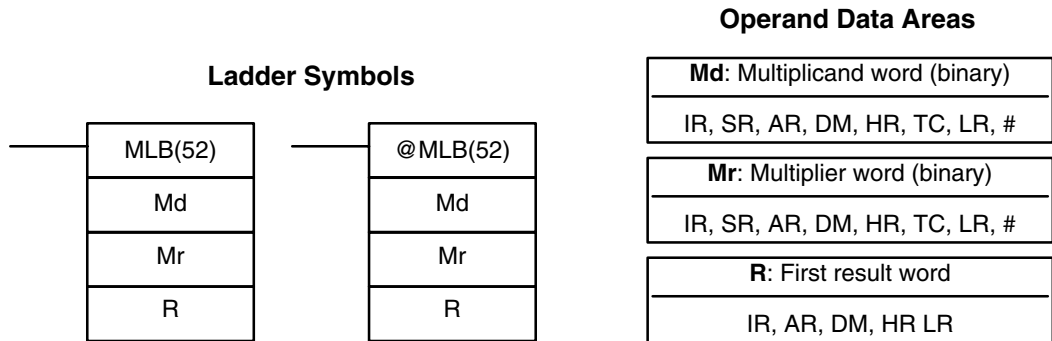 Ladder Symbols
MLB(52)
Md
Mr
R
@MLB(52)
Md
Mr
R
Operand Data Areas
Md: Multiplicand word (binary)
IR, SR, AR, DM, HR, TC, LR, #
Mr: Multiplier word (binary)
IR, SR, AR, DM, HR, TC, LR, #
R: First result word
IR, AR, DM, HR LR